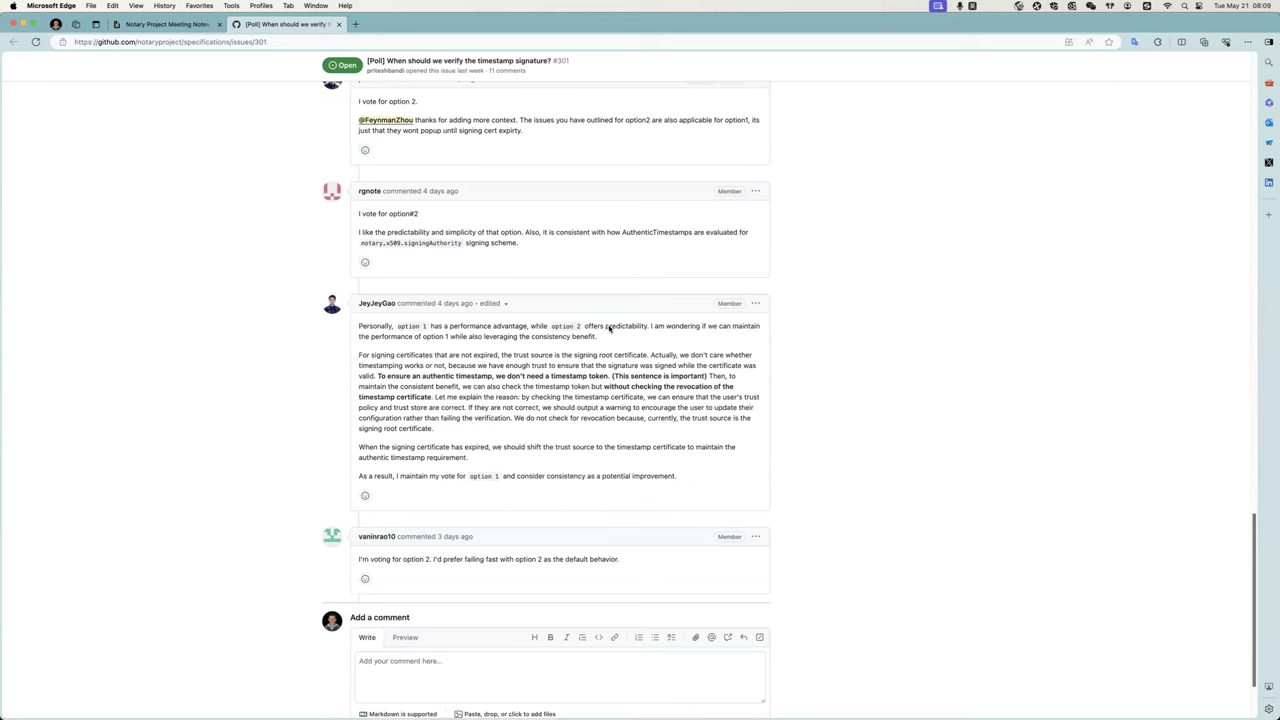 Microsoft Edge File Edit View History Favorites Tools Profiles Tab Window Help Tue May 21 08:09
Notary Project Meeting Notes
[Poll] When should we verify th
https://github.com/notaryproject/specifications/issues/301
Open
[Poll] When should we verify the timestamp signature? #301
priteshbandi opened this issue last week · 11 comments
I vote for option 2.
@FeynmanZhou thanks for adding more context. The issues you have outlined for option2 are also applicable for option1, its
just that they wont popup until signing cert expirty.
rgnote commented 4 days ago
Member
I vote for option#2
I like the predictability and simplicity of that option. Also, it is consistent with how AuthenticTimestamps are evaluated for
notary.x509.signingAuthority signing scheme.
JeyJeyGao commented 4 days ago · edited
Member
Personally, option 1 has a performance advantage, while option 2 offers predictability. I am wondering if we can maintain
the performance of option 1 while also leveraging the consistency benefit.
For signing certificates that are not expired, the trust source is the signing root certificate. Actually, we don't care whether
timestamping works or not, because we have enough trust to ensure that the signature was signed while the certificate was
valid. To ensure an authentic timestamp, we don't need a timestamp token. (This sentence is important) Then, to
maintain the consistent benefit, we can also check the timestamp token but without checking the revocation of the
timestamp certificate. Let me explain the reason: by checking the timestamp certificate, we can ensure that the user's trust
policy and trust store are correct. If they are not correct, we should output a warning to encourage the user to update their
configuration rather than failing the verification. We do not check for revocation because, currently, the trust source is the
signing root certificate.
When the signing certificate has expired, we should shift the trust source to the timestamp certificate to maintain the
authentic timestamp requirement.
As a result, I maintain my vote for option 1 and consider consistency as a potential improvement.
vaninrao10 commented 3 days ago
Member
I'm voting for option 2. I'd prefer failing fast with option 2 as the default behavior.
Add a comment
Write Preview
Add your comment here...
Markdown is supported
Paste, drop, or click to add files